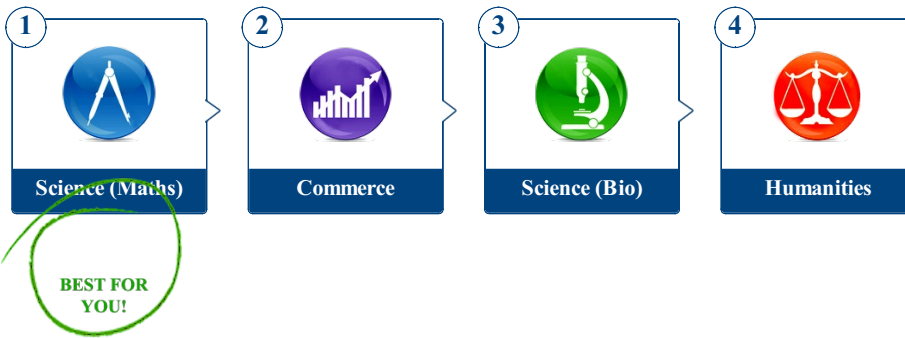 1
2
3
4
Science (Maths)
Commerce
Science (Bio)
Humanities
BEST FOR
YOU!